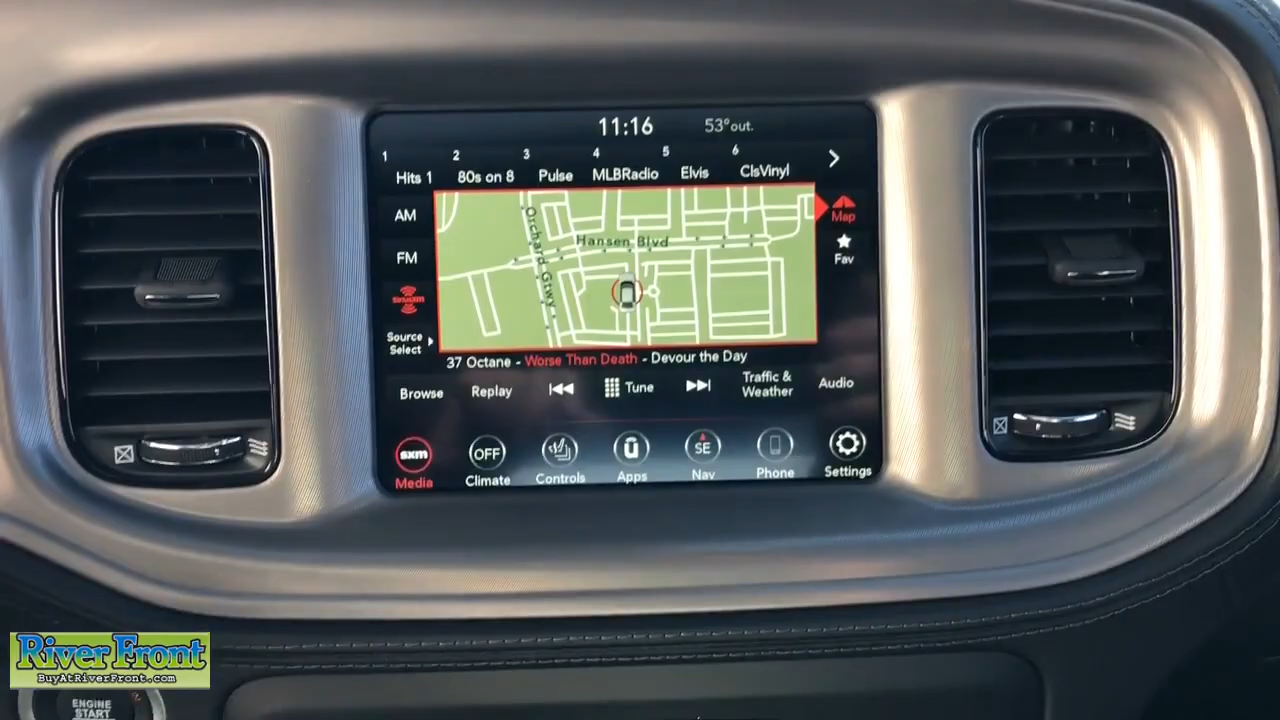 11:16 53°out.
1 2 3 4 5 6
Hits 1 80s on 8 Pulse MLBRadio Elvis ClsVinyl
AM
Map
Fav
FM
SiriusXM
Source
Select
Hansen Blvd
Orchard Gtwy
37 Octane - Worse Than Death - Devour the Day
Browse Replay Tune Traffic &
Weather Audio
sxm OFF SE
Media Climate Controls Apps Nav Phone Settings
River Front
BuyAtRiverFront.com
ENGINE
START